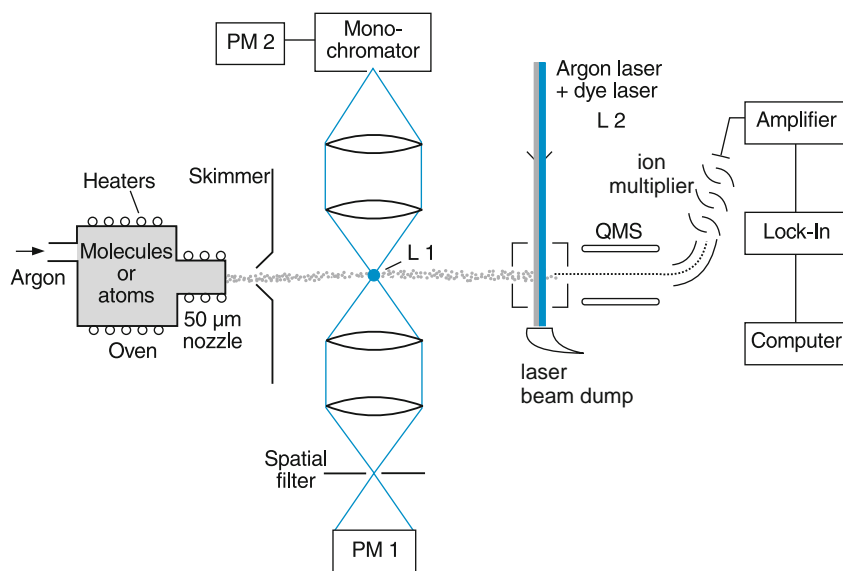 PM 2
Mono-
chromator
Argon laser
+ dye laser
L 2
Amplifier
ion
multiplier
Heaters
Skimmer
QMS
Molecules
or
atoms
L 1
Lock-In
Argon
50 µm
nozzle
Oven
Computer
laser
beam dump
Spatial
filter
PM 1